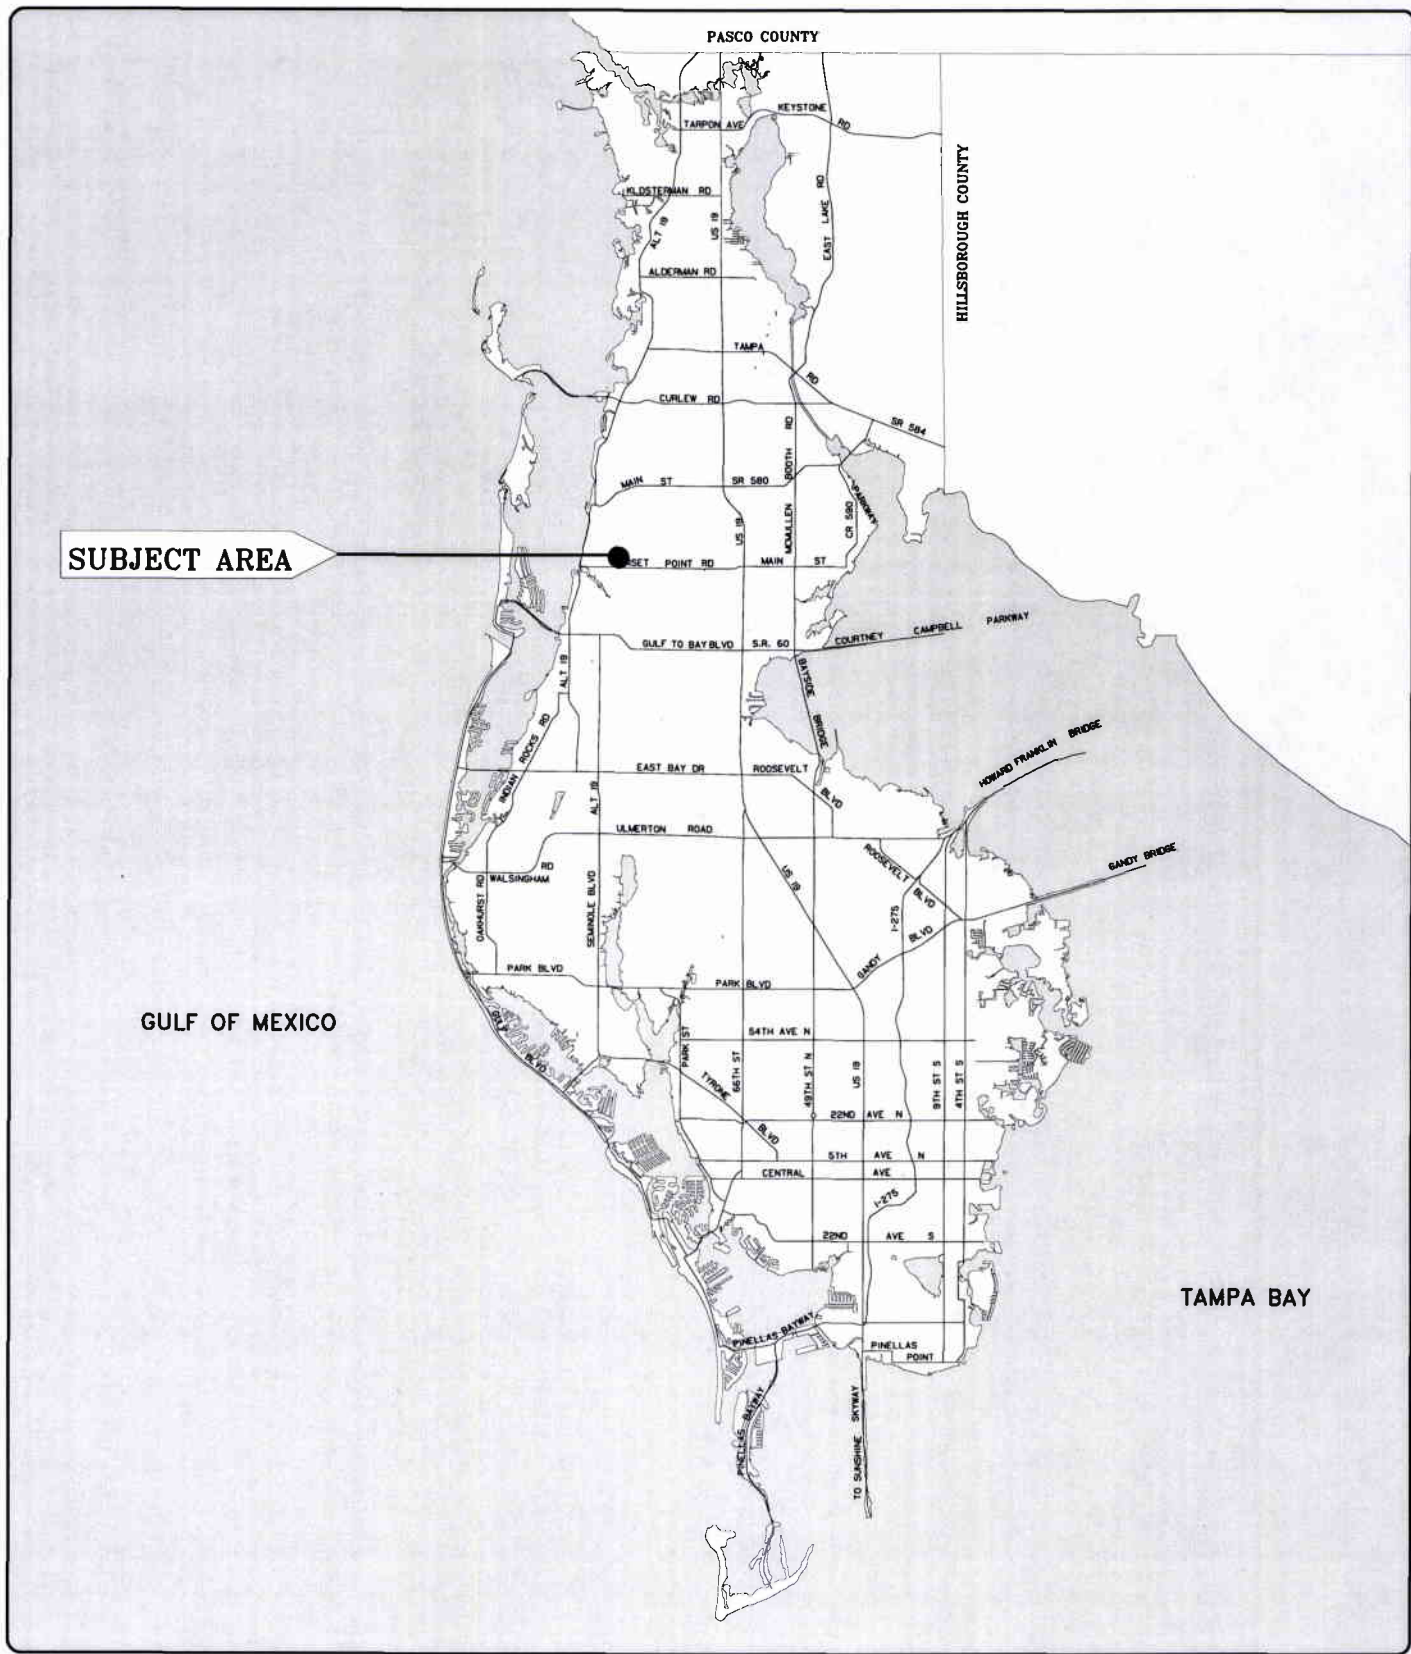 PASCO COUNTY
KEYSTONE RD
TARPON AVE
HILLSBOROUGH COUNTY
KLOSTERMAN RD
ALT 19
US 19
EAST LAKE RD
ALDERMAN RD
TAMPA RD
CURLEW RD
SR 584
MAIN ST
SR 580
MCMULLEN BOOTH RD
PARKWAY
US 19
CR 590
SUBJECT AREA
RSET POINT RD
MAIN ST
GULF TO BAY BLVD
S.R. 60
COURTNEY CAMPBELL PARKWAY
ALT 19
BAYSIDE BRIDGE
INDIAN ROCKS RD
HOWARD FRANKLIN BRIDGE
EAST BAY DR
ROOSEVELT BLVD
ALT 19
ULMERTON ROAD
WALSINGHAM RD
ROOSEVELT BLVD
GANDY BRIDGE
US 19
OAKHURST RD
SEMINOLE BLVD
I-275
GANDY BLVD
PARK BLVD
PARK BLVD
GULF OF MEXICO
GULF BLVD
54TH AVE N
PARK ST
66TH ST
49TH ST N
US 19
9TH ST S
4TH ST S
TYRONE BLVD
22ND AVE N
5TH AVE N
CENTRAL AVE
I-275
22ND AVE S
TAMPA BAY
PINELLAS BAYWAY
PINELLAS POINT
PINELLAS BAYWAY
TO SUNSHINE SKYWAY